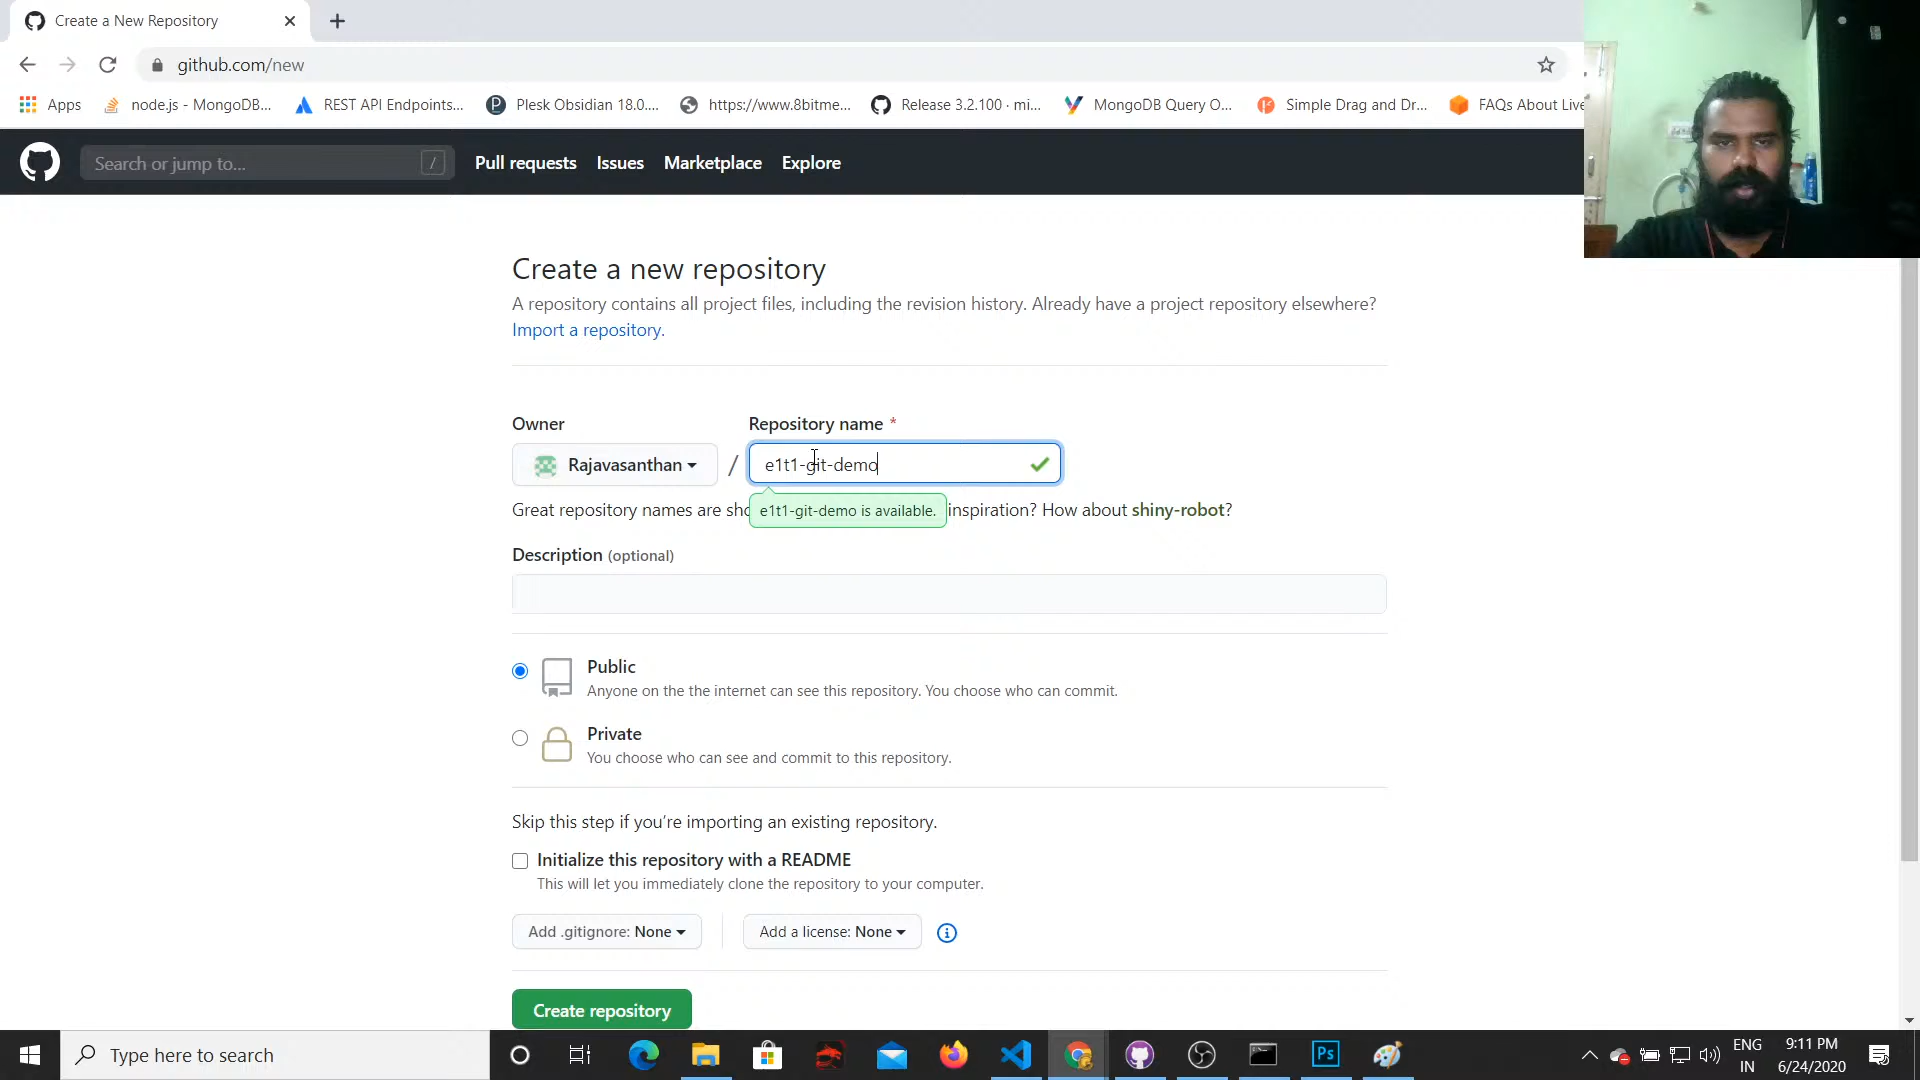 Create a New Repository
github.com/new
Apps node.js - MongoDB... REST API Endpoints... Plesk Obsidian 18.0.... https://www.8bitme... Release 3.2.100 · mi... MongoDB Query O... Simple Drag and Dr... FAQs About Live
Search or jump to... / Pull requests Issues Marketplace Explore
Create a new repository
A repository contains all project files, including the revision history. Already have a project repository elsewhere?
Import a repository.
Owner Repository name *
Rajavasanthan / e1t1-git-demo
Great repository names are sho e1t1-git-demo is available. inspiration? How about shiny-robot?
Description (optional)
Public
Anyone on the the internet can see this repository. You choose who can commit.
Private
You choose who can see and commit to this repository.
Skip this step if you're importing an existing repository.
Initialize this repository with a README
This will let you immediately clone the repository to your computer.
Add .gitignore: None Add a license: None
Create repository
Type here to search Ps ENG 9:11 PM
IN 6/24/2020